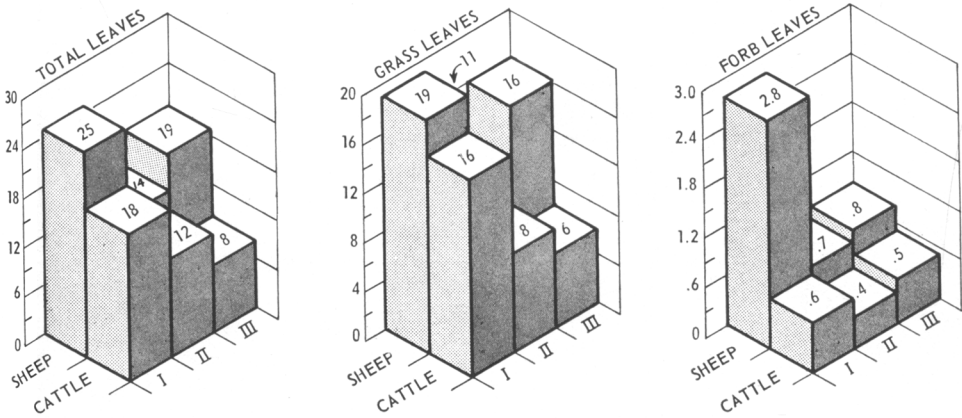 TOTAL LEAVES
30
24
18
12
6
0
25
19
14
18
12
8
SHEEP
CATTLE
I
II
III
GRASS LEAVES
20
16
12
8
4
0
19
11
16
16
8
6
SHEEP
CATTLE
I
II
III
FORB LEAVES
3.0
2.4
1.8
1.2
.6
0
2.8
.8
.7
.5
.6
.4
SHEEP
CATTLE
I
II
III